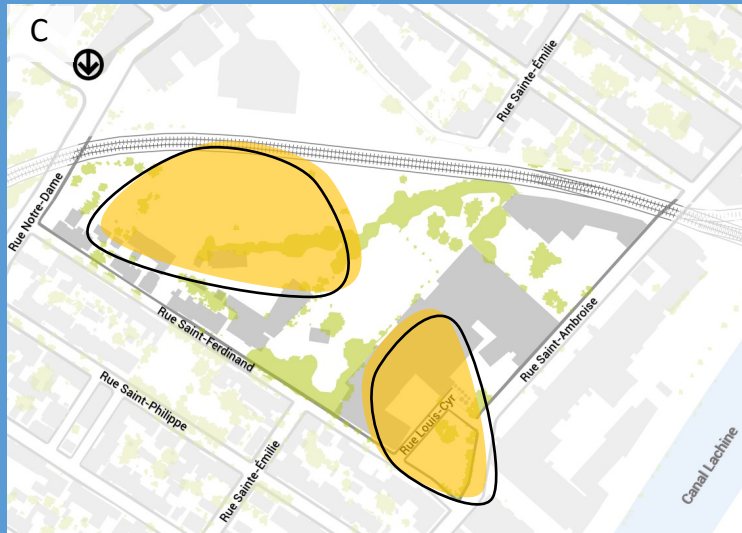 C
Rue Sainte-Émilie
Rue Notre-Dame
Rue Saint-Ferdinand
Rue Saint-Ambroise
Rue Saint-Philippe
Rue Louis-Cyr
Rue Sainte-Émilie
Canal Lachine